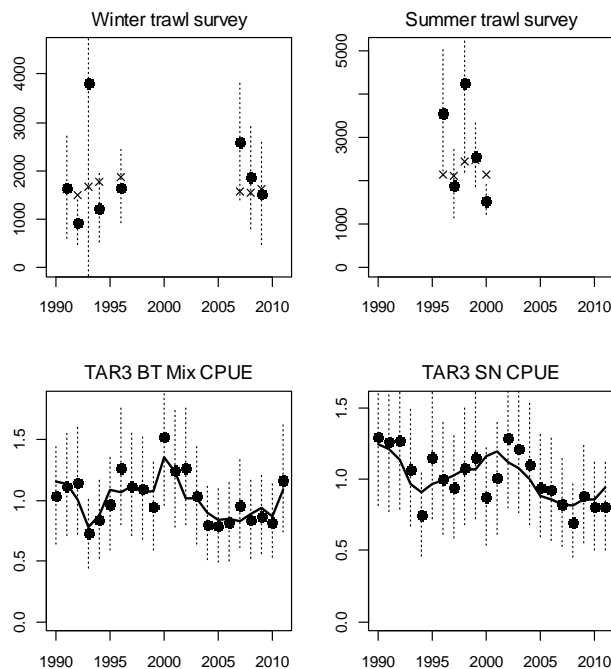 Winter trawl survey
0 1000 2000 3000 4000
1990 1995 2000 2005 2010
Summer trawl survey
0 1000 3000 5000
1990 1995 2000 2005 2010
TAR3 BT Mix CPUE
0.0 0.5 1.0 1.5
1990 1995 2000 2005 2010
TAR3 SN CPUE
0.0 0.5 1.0 1.5
1990 1995 2000 2005 2010